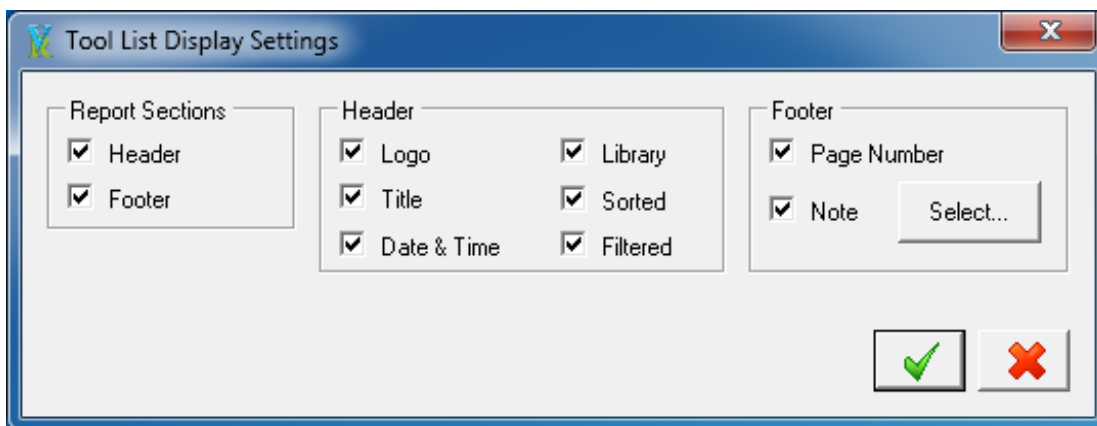 Tool List Display Settings
Report Sections
Header
Footer
Header
Logo
Library
Title
Sorted
Date & Time
Filtered
Footer
Page Number
Note
Select...